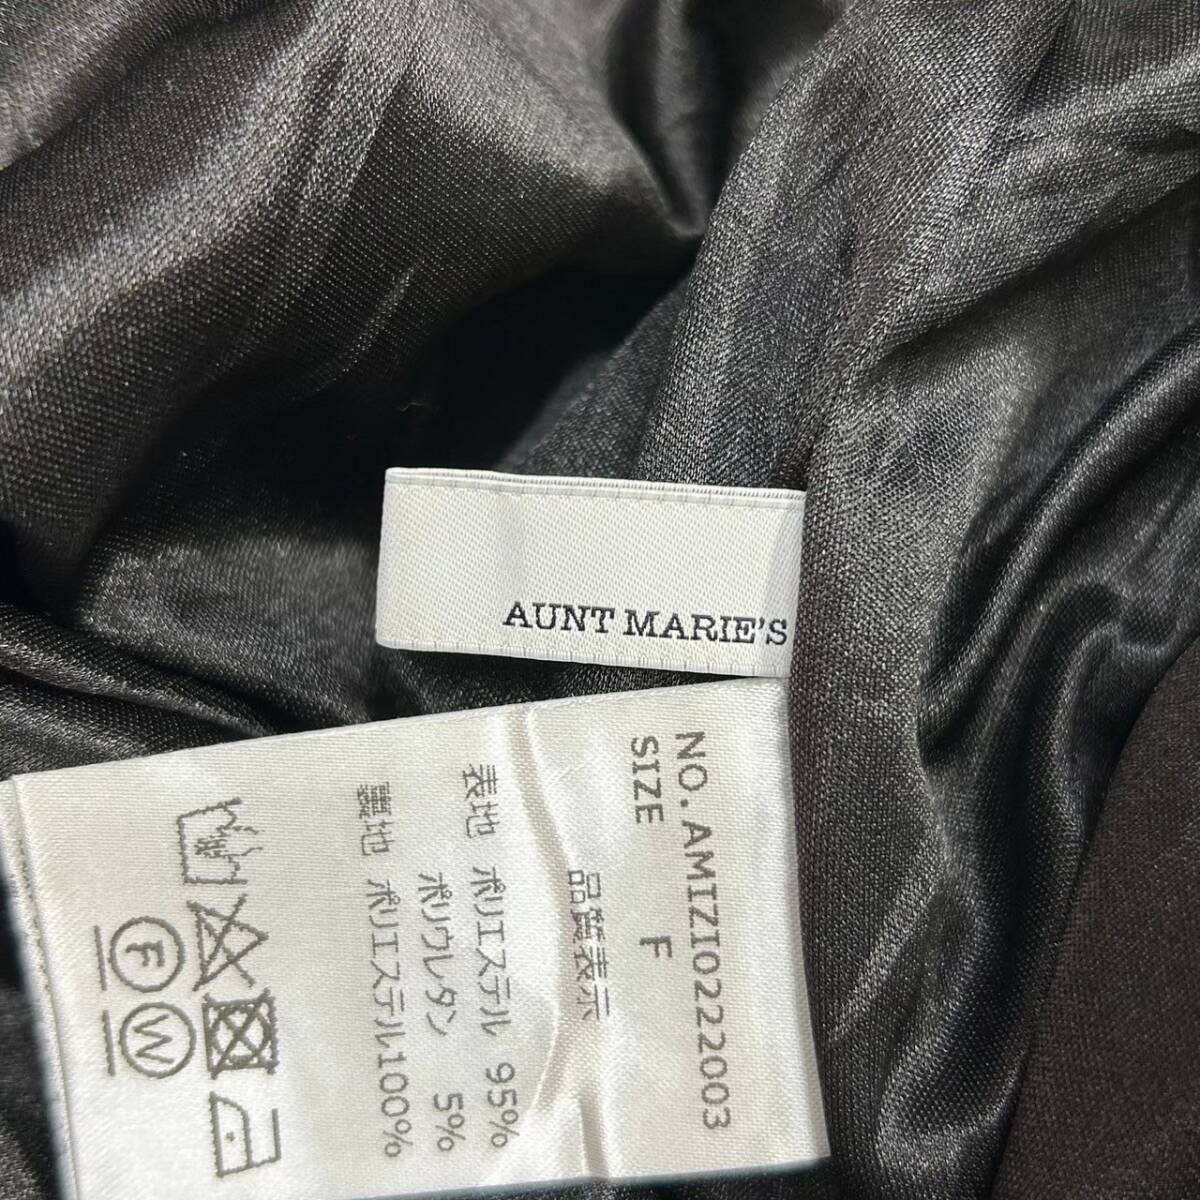 AUNT MARIE'S
NO.AMIZI0222003
SIZE F
品質表示
表地 ポリエステル 95%
ポリウレタン 5%
裏地 ポリエステル100%
F
W